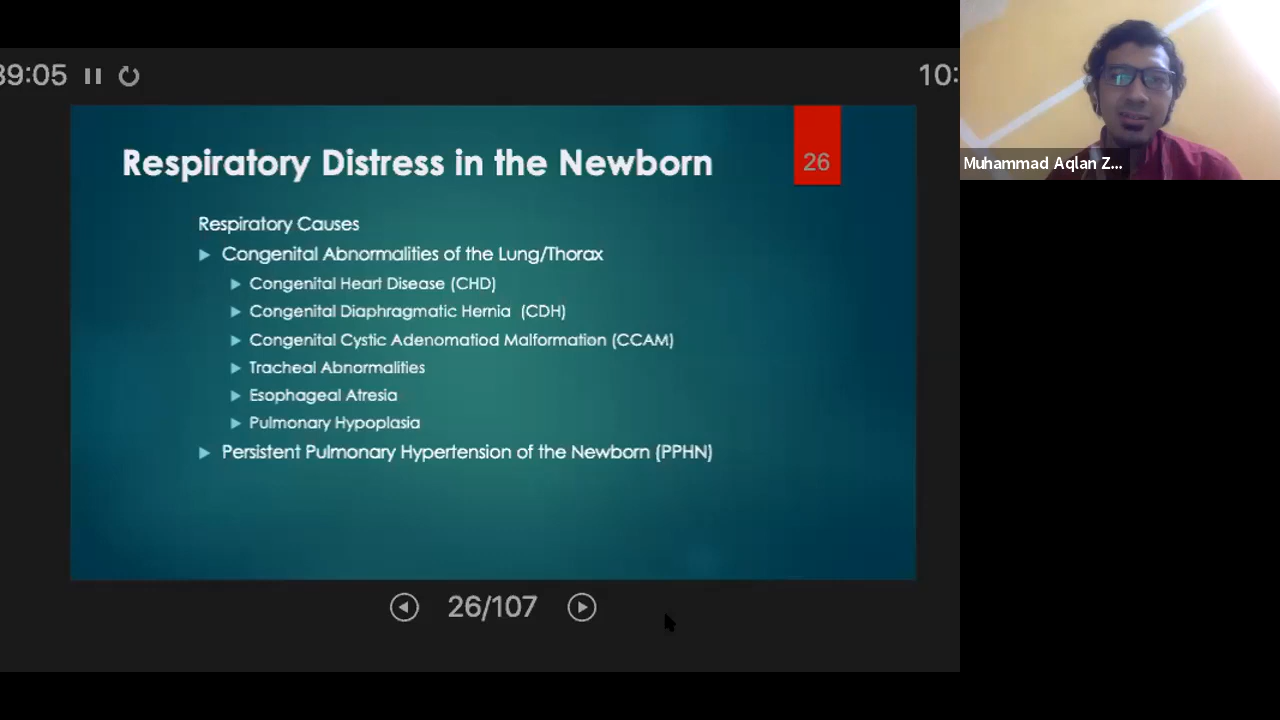 39:05
10:
Respiratory Distress in the Newborn
26
Respiratory Causes
Congenital Abnormalities of the Lung/Thorax
Congenital Heart Disease (CHD)
Congenital Diaphragmatic Hernia (CDH)
Congenital Cystic Adenomatiod Malformation (CCAM)
Tracheal Abnormalities
Esophageal Atresia
Pulmonary Hypoplasia
Persistent Pulmonary Hypertension of the Newborn (PPHN)
26/107
Muhammad Aqlan Z...